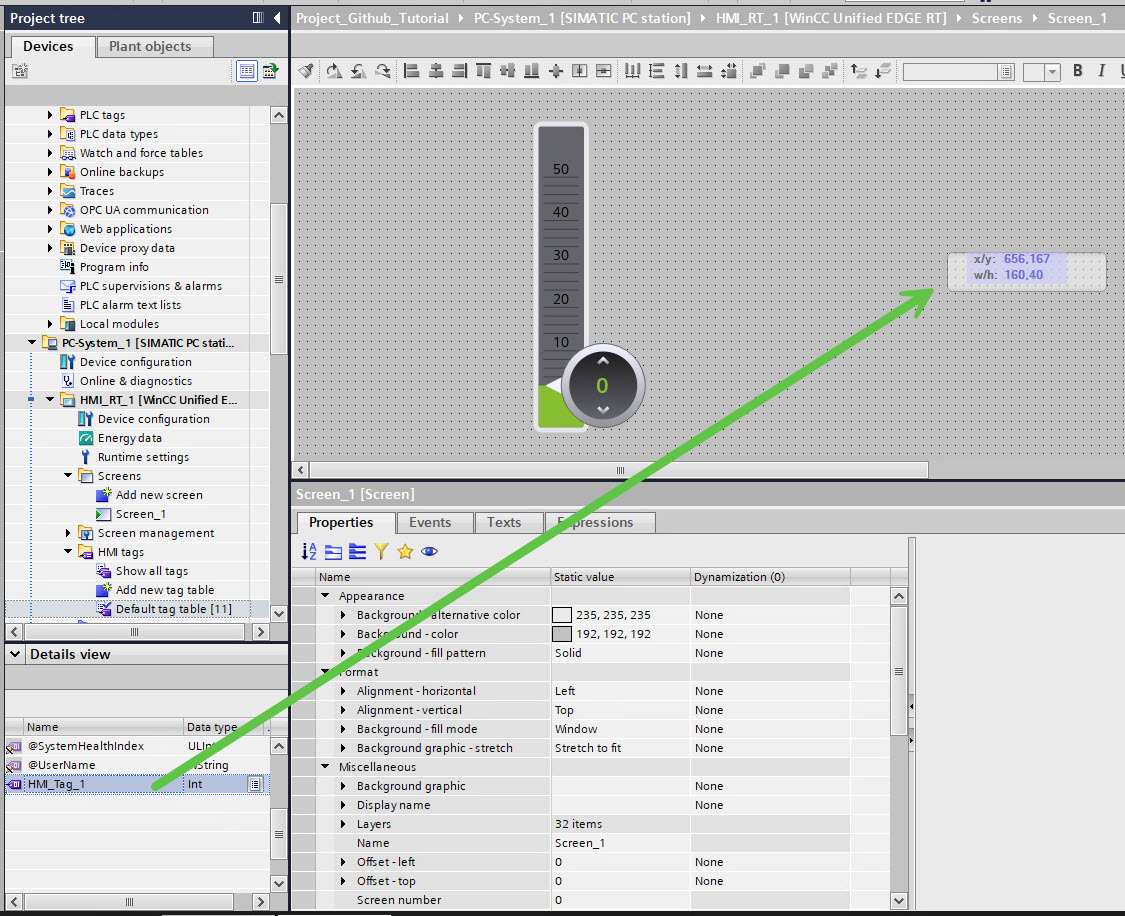 Project tree
Devices
Plant objects
PLC tags
PLC data types
Watch and force tables
Online backups
Traces
OPC UA communication
Web applications
Device proxy data
Program info
PLC supervisions & alarms
PLC alarm text lists
Local modules
PC-System_1 [SIMATIC PC stati...
Device configuration
Online & diagnostics
HMI_RT_1 [WinCC Unified E...
Device configuration
Energy data
Runtime settings
Screens
Add new screen
Screen_1
Screen management
HMI tags
Show all tags
Add new tag table
Default tag table [11]
Details view
Name Data type
@SystemHealthIndex ULInt
@UserName WString
HMI_Tag_1 Int
Project_Github_Tutorial PC-System_1 [SIMATIC PC station] HMI_RT_1 [WinCC Unified EDGE RT] Screens Screen_1
B I U
50
40
30
20
10
0
x/y: 656,167
w/h: 160,40
Screen_1 [Screen]
Properties Events Texts Expressions
Name Static value Dynamization (0)
Appearance
Background - alternative color 235, 235, 235 None
Background - color 192, 192, 192 None
Background - fill pattern Solid None
Format
Alignment - horizontal Left None
Alignment - vertical Top None
Background - fill mode Window None
Background graphic - stretch Stretch to fit None
Miscellaneous
Background graphic None
Display name None
Layers 32 items
Name Screen_1
Offset - left 0 None
Offset - top 0 None
Screen number 0